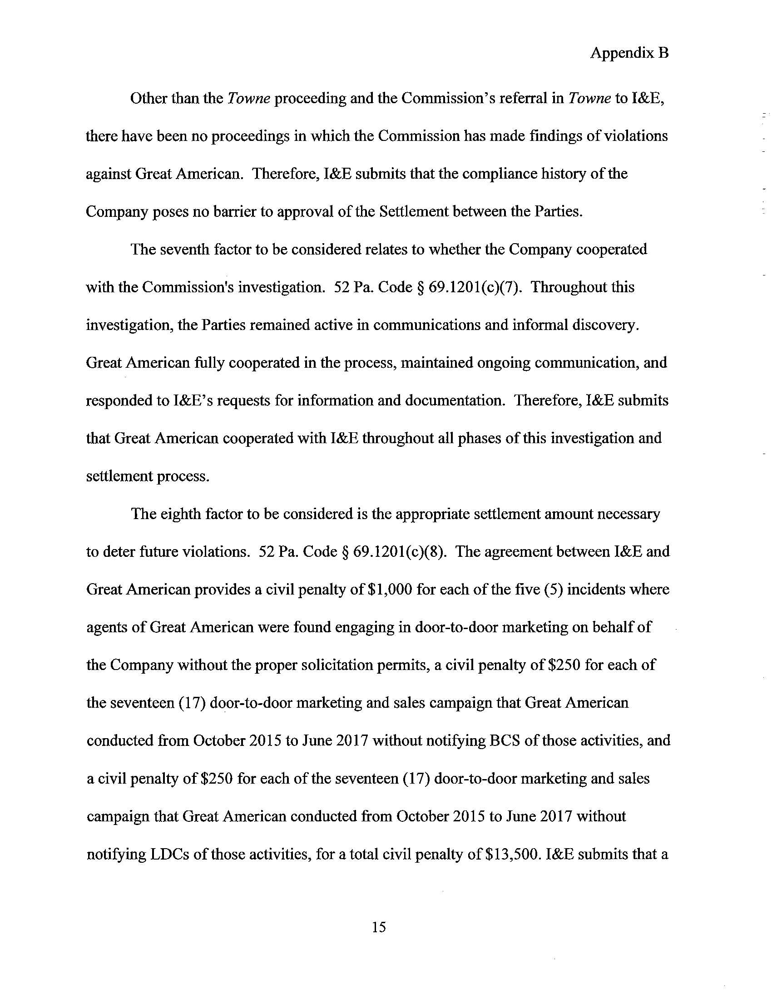 Appendix B
Other than the Towne proceeding and the Commission’s referral in Towne to I&E,
there have been no proceedings in which the Commission has made findings of violations
against Great American.  Therefore, I&E submits that the compliance history of the
Company poses no barrier to approval of the Settlement between the Parties.
The seventh factor to be considered relates to whether the Company cooperated
with the Commission's investigation.  52 Pa. Code § 69.1201(c)(7).  Throughout this
investigation, the Parties remained active in communications and informal discovery.
Great American fully cooperated in the process, maintained ongoing communication, and
responded to I&E’s requests for information and documentation.  Therefore, I&E submits
that Great American cooperated with I&E throughout all phases of this investigation and
settlement process.
The eighth factor to be considered is the appropriate settlement amount necessary
to deter future violations.  52 Pa. Code § 69.1201(c)(8).  The agreement between I&E and
Great American provides a civil penalty of $1,000 for each of the five (5) incidents where
agents of Great American were found engaging in door-to-door marketing on behalf of
the Company without the proper solicitation permits, a civil penalty of $250 for each of
the seventeen (17) door-to-door marketing and sales campaign that Great American
conducted from October 2015 to June 2017 without notifying BCS of those activities, and
a civil penalty of $250 for each of the seventeen (17) door-to-door marketing and sales
campaign that Great American conducted from October 2015 to June 2017 without
notifying LDCs of those activities, for a total civil penalty of $13,500. I&E submits that a
15